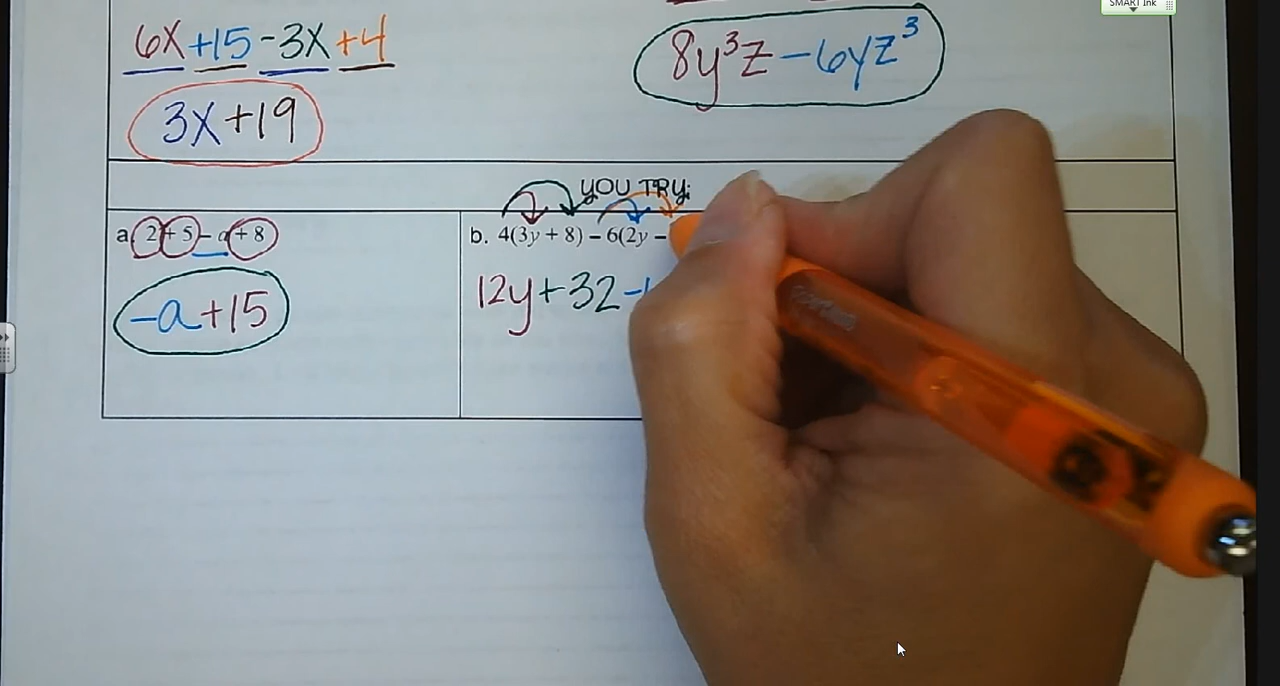 SMART Ink
6x +15 -3x +4
8y³z -6yz³
3x +19
YOU TRY:
a. 2 + 5 - a + 8
b. 4(3y + 8) – 6(2y –
-a +15
12y +32 -1